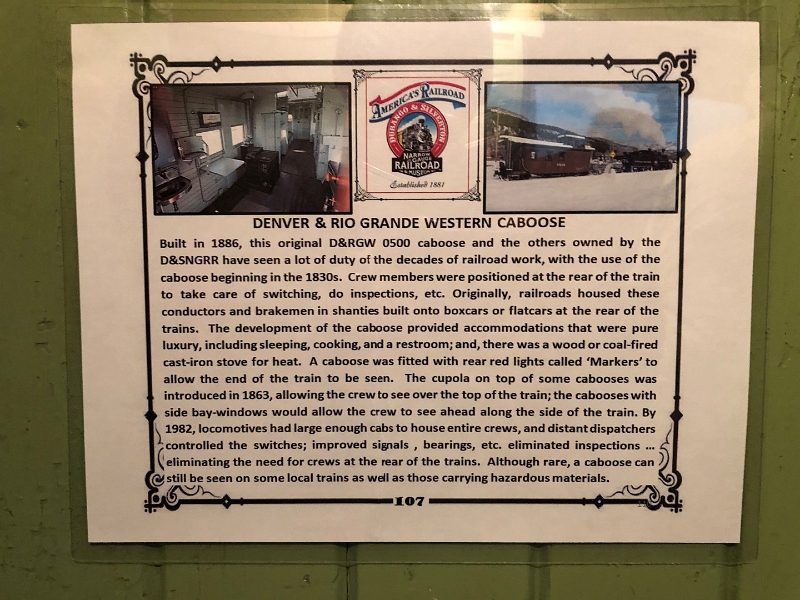 AMERICA'S RAILROAD
DURANGO & SILVERTON
NARROW
GAUGE
RAILROAD
& MUSEUM
Established 1881
DENVER & RIO GRANDE WESTERN CABOOSE
Built in 1886, this original D&RGW 0500 caboose and the others owned by the
D&SNGRR have seen a lot of duty of the decades of railroad work, with the use of the
caboose beginning in the 1830s. Crew members were positioned at the rear of the train
to take care of switching, do inspections, etc. Originally, railroads housed these
conductors and brakemen in shanties built onto boxcars or flatcars at the rear of the
trains. The development of the caboose provided accommodations that were pure
luxury, including sleeping, cooking, and a restroom; and, there was a wood or coal-fired
cast-iron stove for heat. A caboose was fitted with rear red lights called ‘Markers’ to
allow the end of the train to be seen. The cupola on top of some cabooses was
introduced in 1863, allowing the crew to see over the top of the train; the cabooses with
side bay-windows would allow the crew to see ahead along the side of the train. By
1982, locomotives had large enough cabs to house entire crews, and distant dispatchers
controlled the switches; improved signals , bearings, etc. eliminated inspections ...
eliminating the need for crews at the rear of the trains. Although rare, a caboose can
still be seen on some local trains as well as those carrying hazardous materials.
107